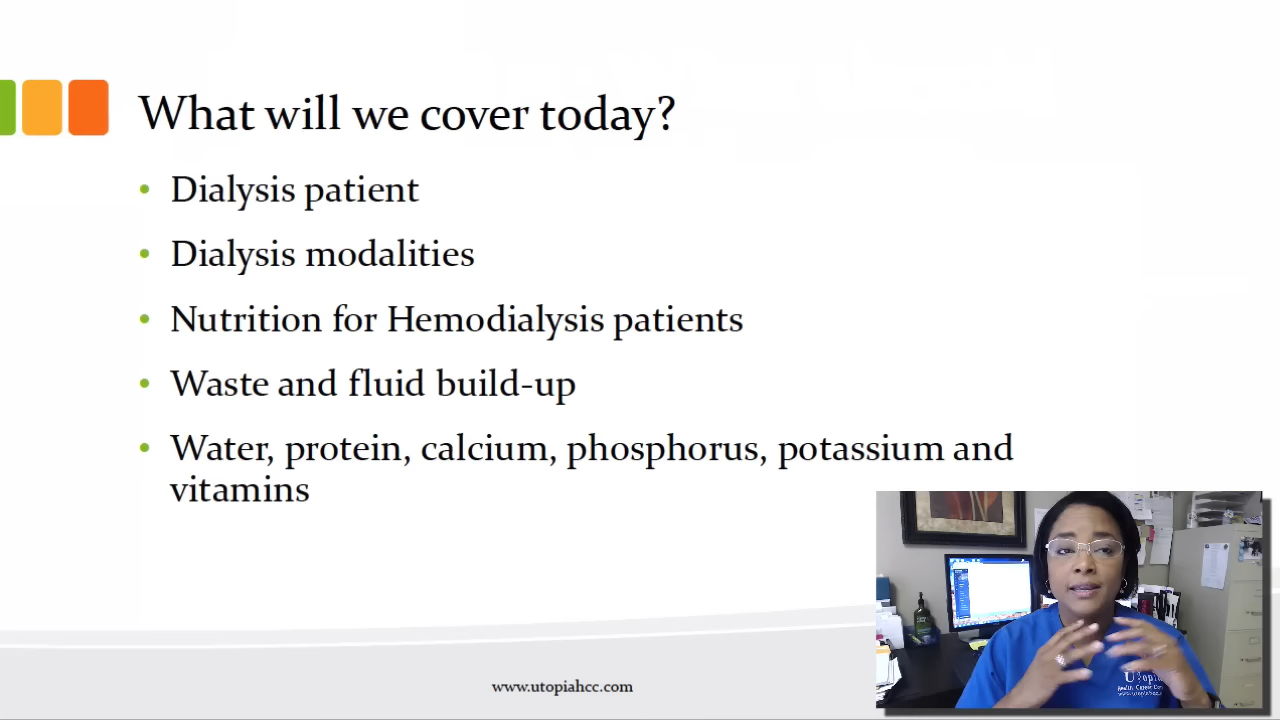 What will we cover today?
• Dialysis patient
• Dialysis modalities
• Nutrition for Hemodialysis patients
• Waste and fluid build-up
• Water, protein, calcium, phosphorus, potassium and
vitamins
Utopia
www.utopiahcc.com